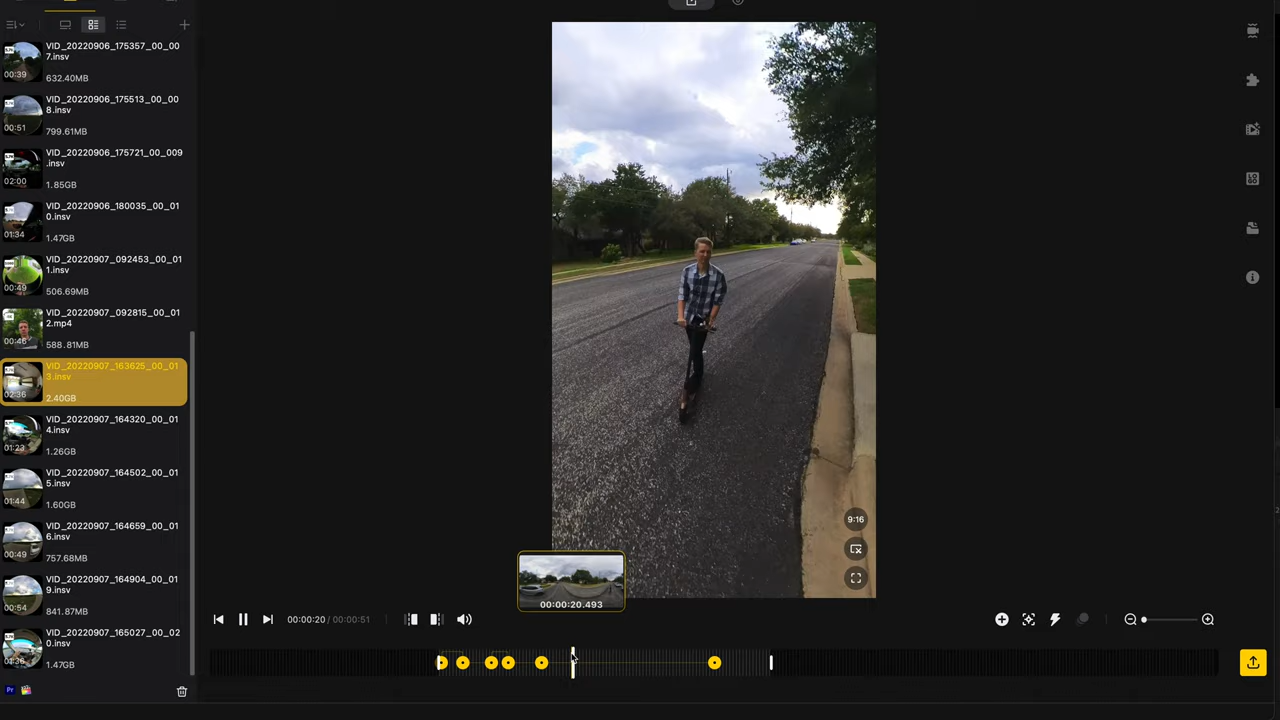 VID_20220906_175357_00_00
7.insv
00:39
632.40MB
VID_20220906_175513_00_00
8.insv
00:51
799.61MB
VID_20220906_175721_00_009
.insv
02:00
1.85GB
VID_20220906_180035_00_01
0.insv
01:34
1.47GB
VID_20220907_092453_00_01
1.insv
00:49
506.69MB
VID_20220907_092815_00_01
2.mp4
00:46
588.81MB
VID_20220907_163625_00_01
3.insv
02:36
2.40GB
VID_20220907_164320_00_01
4.insv
01:23
1.26GB
VID_20220907_164502_00_01
5.insv
01:44
1.60GB
VID_20220907_164659_00_01
6.insv
00:49
757.68MB
VID_20220907_164904_00_01
9.insv
00:54
841.87MB
VID_20220907_165027_00_02
0.insv
01:36
1.47GB
Pr
LOGO
9:16
00:00:20.493
00:00:20 / 00:00:51